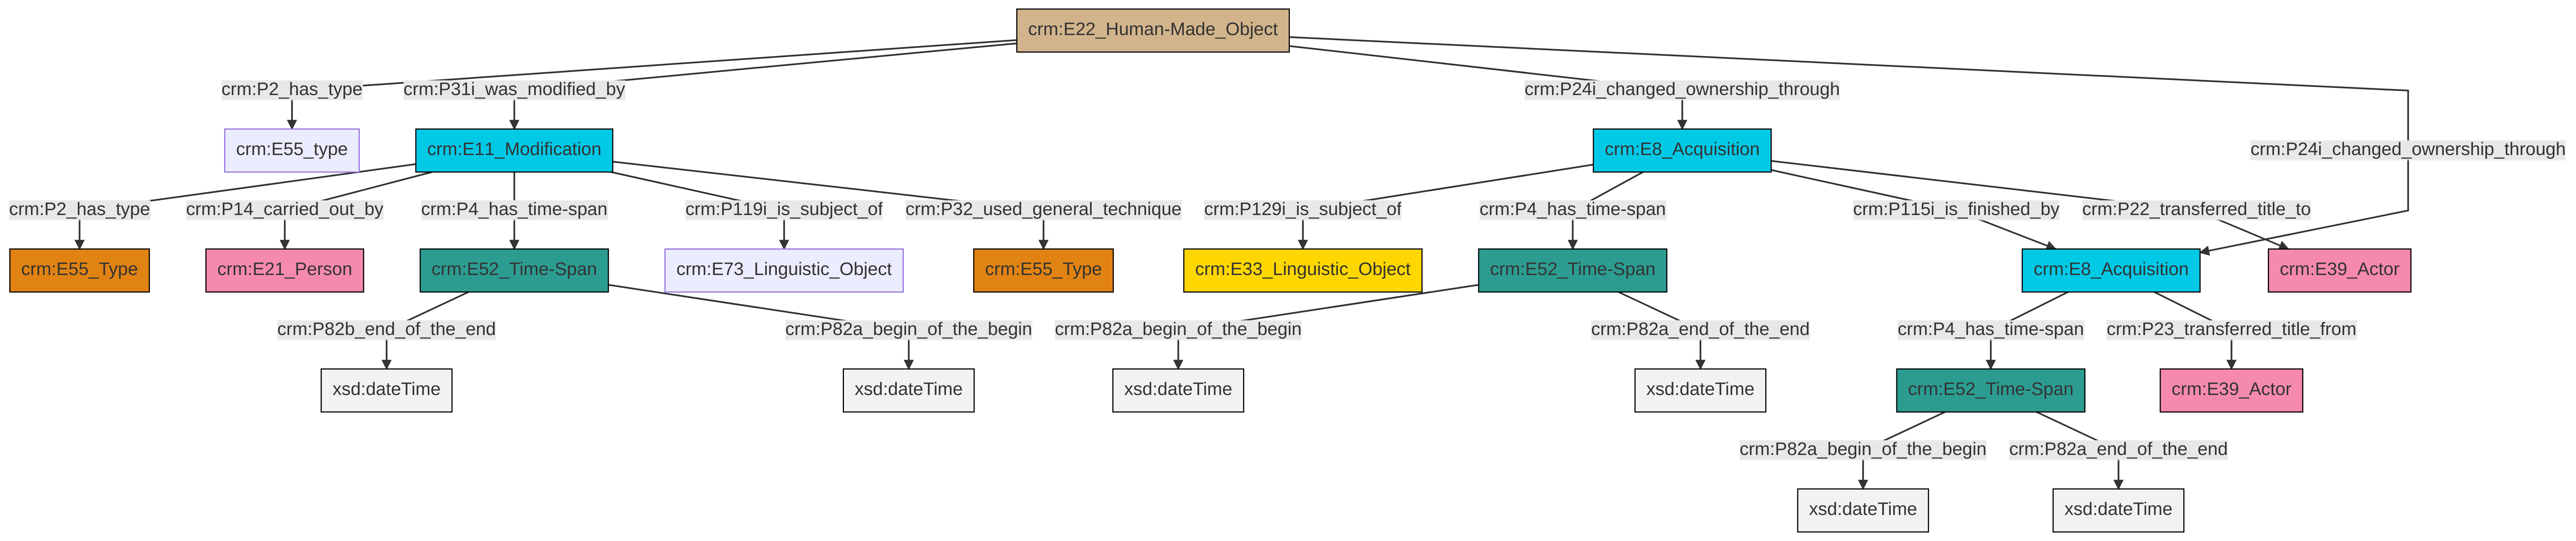 crm:E22_Human-Made_Object
crm:P2_has_type
crm:P31i_was_modified_by
crm:P24i_changed_ownership_through
crm:E55_type
crm:E11_Modification
crm:E8_Acquisition
crm:P24i_changed_ownership_through
crm:P2_has_type
crm:P14_carried_out_by
crm:P4_has_time-span
crm:P119i_is_subject_of
crm:P32_used_general_technique
crm:P129i_is_subject_of
crm:P4_has_time-span
crm:P115i_is_finished_by
crm:P22_transferred_title_to
crm:E55_Type
crm:E21_Person
crm:E52_Time-Span
crm:E73_Linguistic_Object
crm:E55_Type
crm:E33_Linguistic_Object
crm:E52_Time-Span
crm:E8_Acquisition
crm:E39_Actor
crm:P82b_end_of_the_end
crm:P82a_begin_of_the_begin
crm:P82a_begin_of_the_begin
crm:P82a_end_of_the_end
crm:P4_has_time-span
crm:P23_transferred_title_from
xsd:dateTime
xsd:dateTime
xsd:dateTime
xsd:dateTime
crm:E52_Time-Span
crm:E39_Actor
crm:P82a_begin_of_the_begin
crm:P82a_end_of_the_end
xsd:dateTime
xsd:dateTime